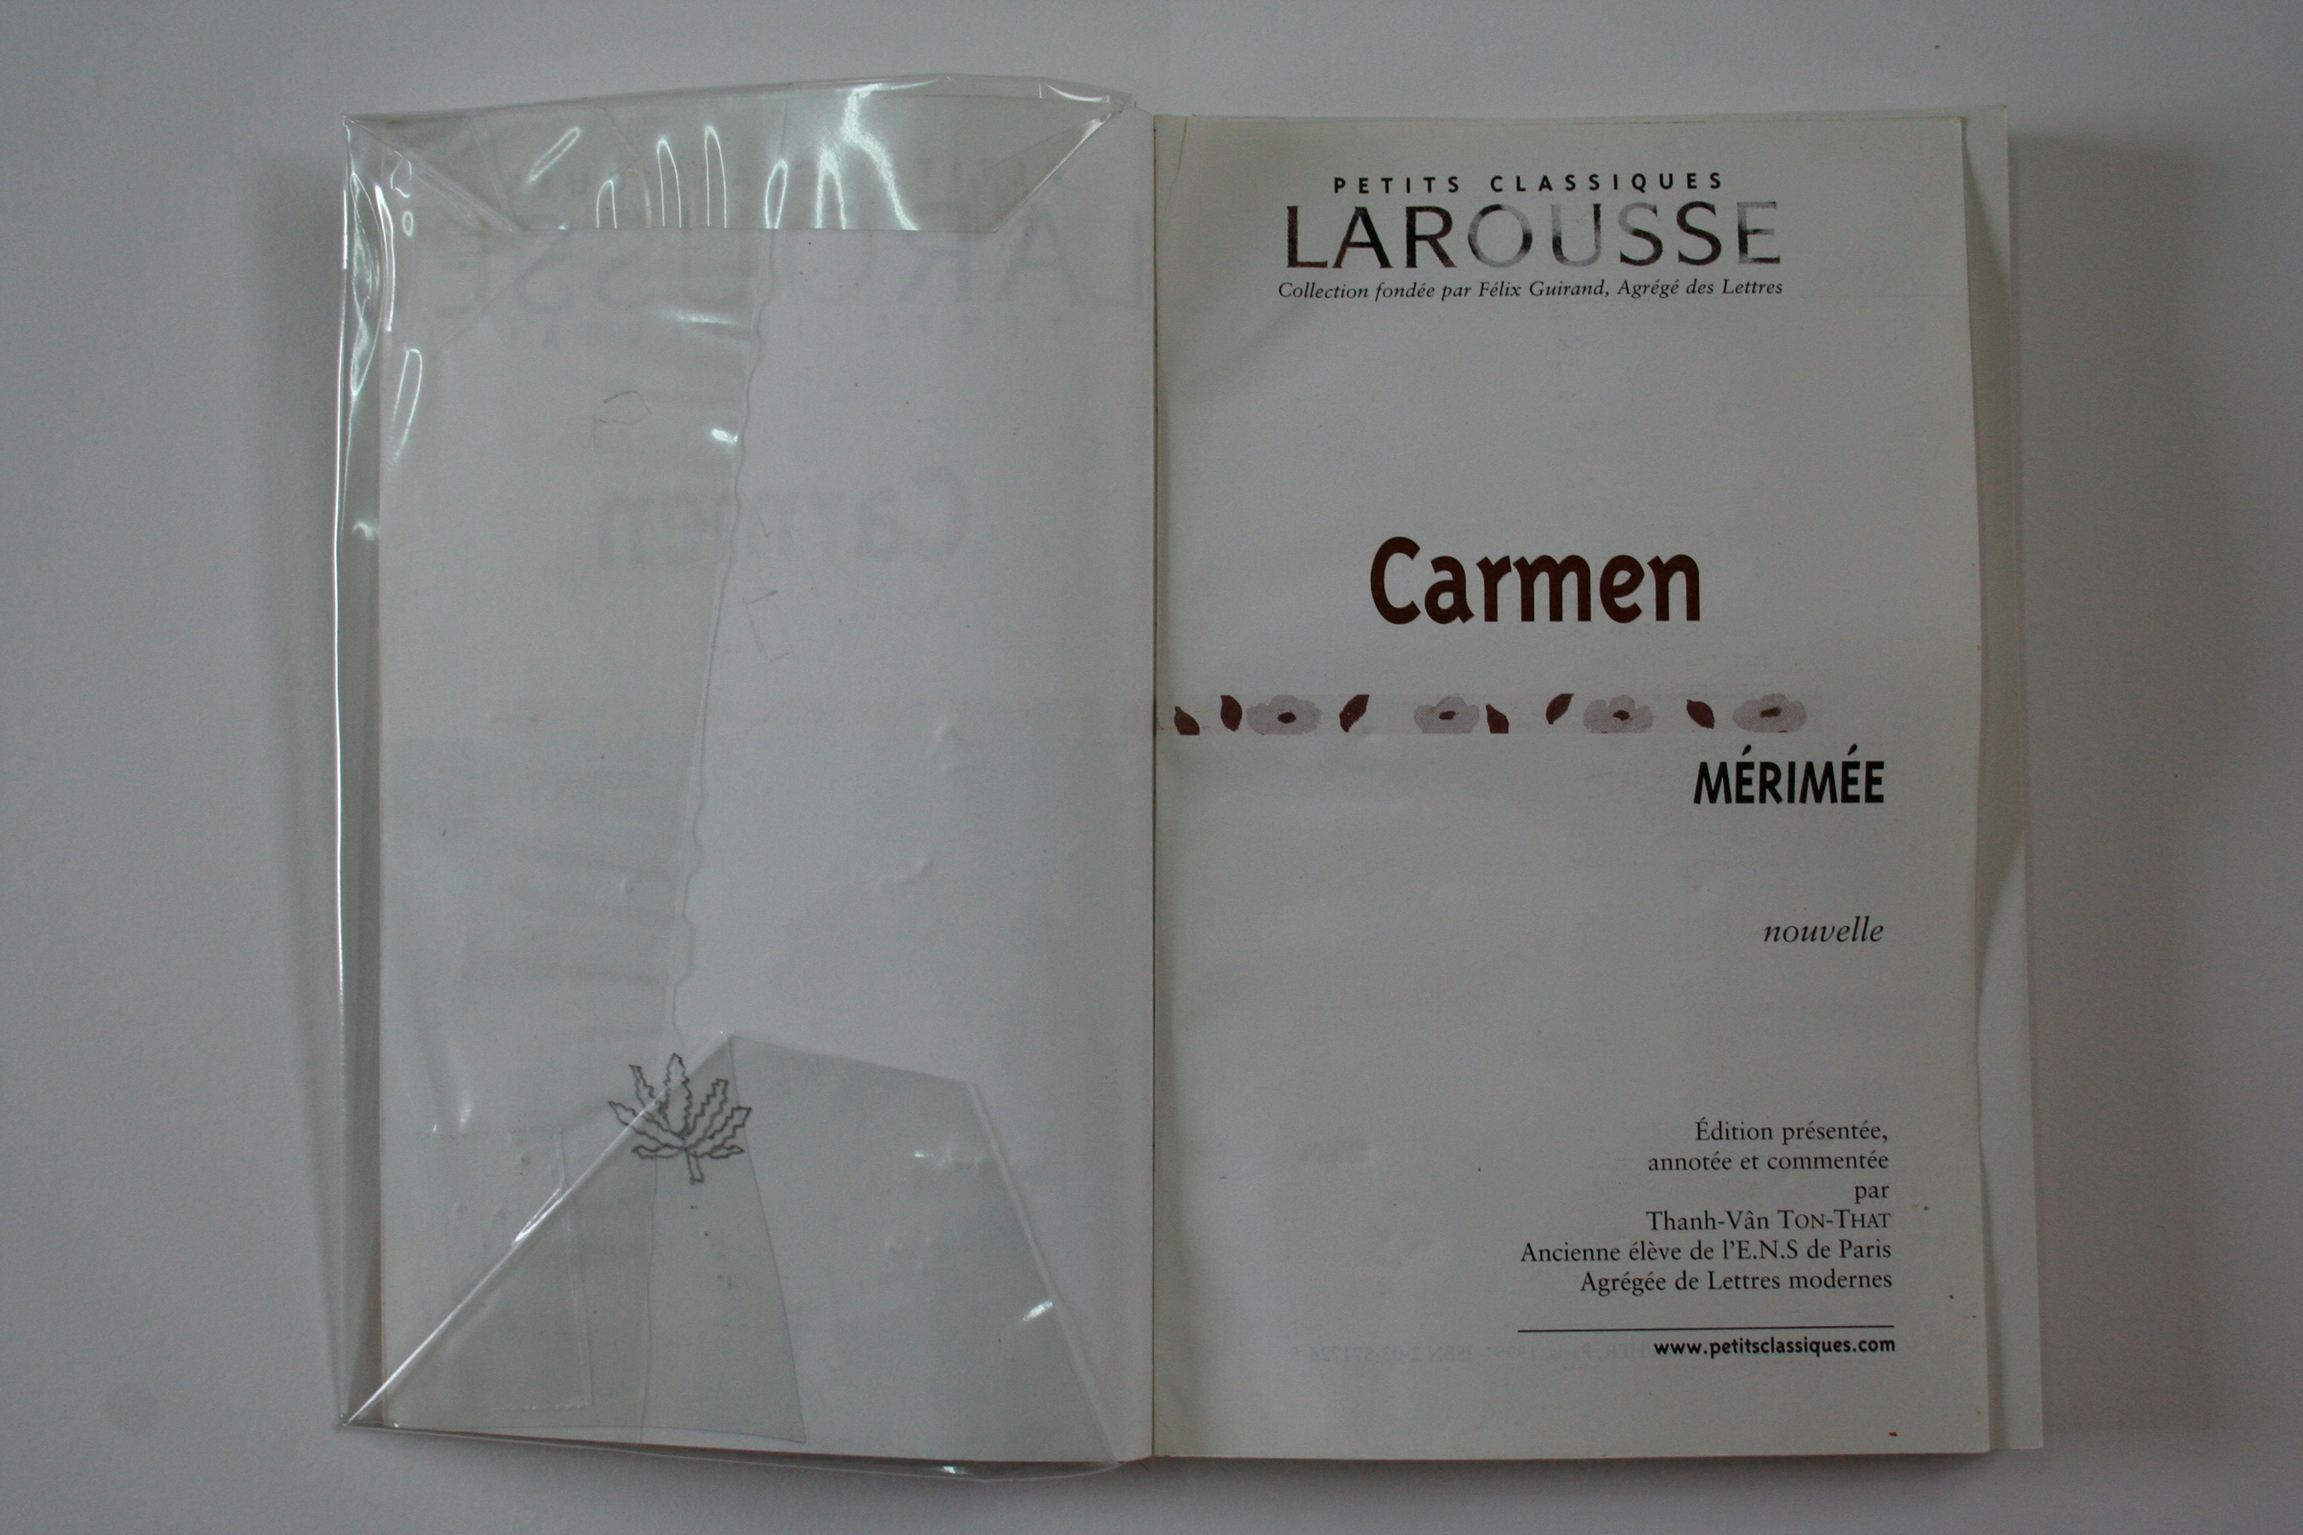 PETITS CLASSIQUES
LAROUSSE
Collection fondée par Félix Guirand, Agrégé des Lettres
Carmen
MÉRIMÉE
nouvelle
Édition présentée,
annotée et commentée
par
Thanh-Vân TON-THAT
Ancienne élève de l'E.N.S de Paris
Agrégée de Lettres modernes
www.petitsclassiques.com